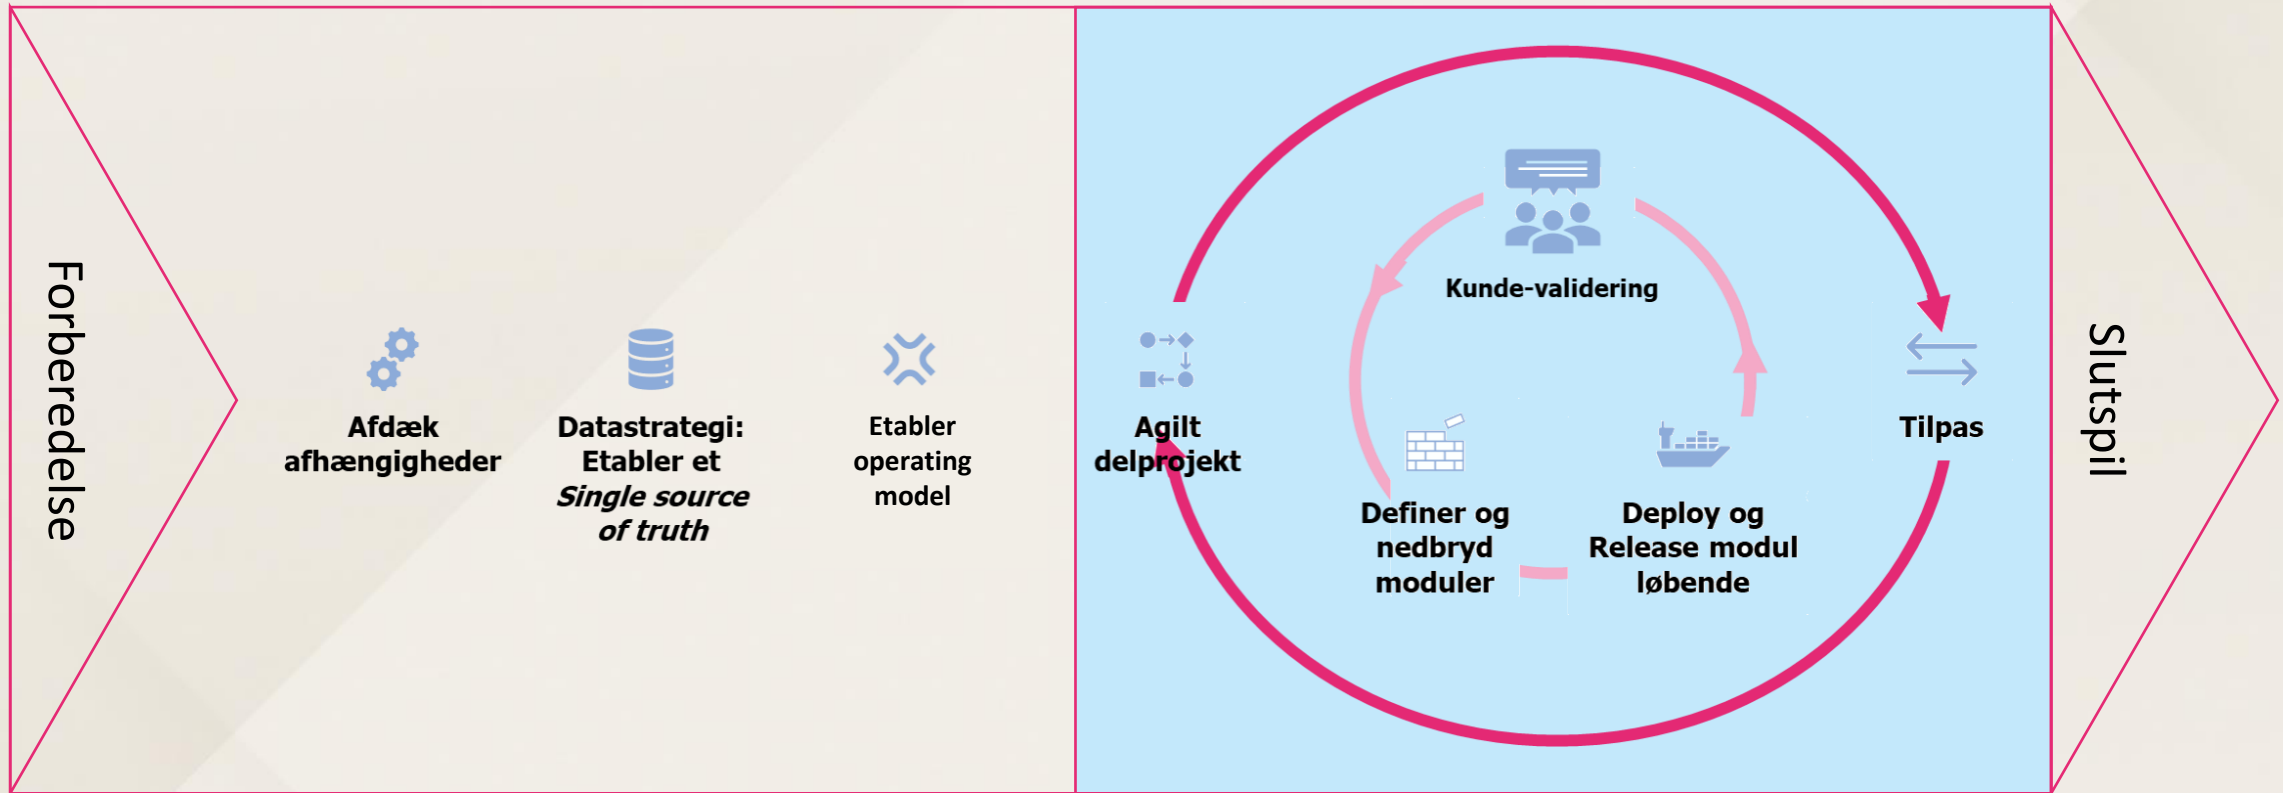 Forberedelse
Afdæk
afhængigheder
Datastrategi:
Etabler et
Single source
of truth
Etabler
operating
model
Agilt
delprojekt
Kunde-validering
Definer og
nedbryd
moduler
Deploy og
Release modul
løbende
Tilpas
Slutspil